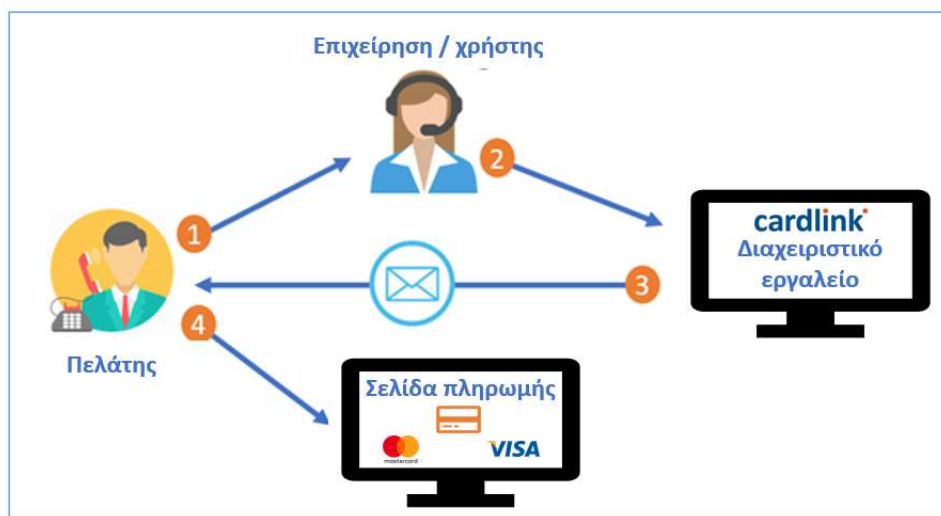 Επιχείρηση / χρήστης
2
1
cardlink
Διαχειριστικό
εργαλείο
3
4
Πελάτης
Σελίδα πληρωμής
mastercard
VISA